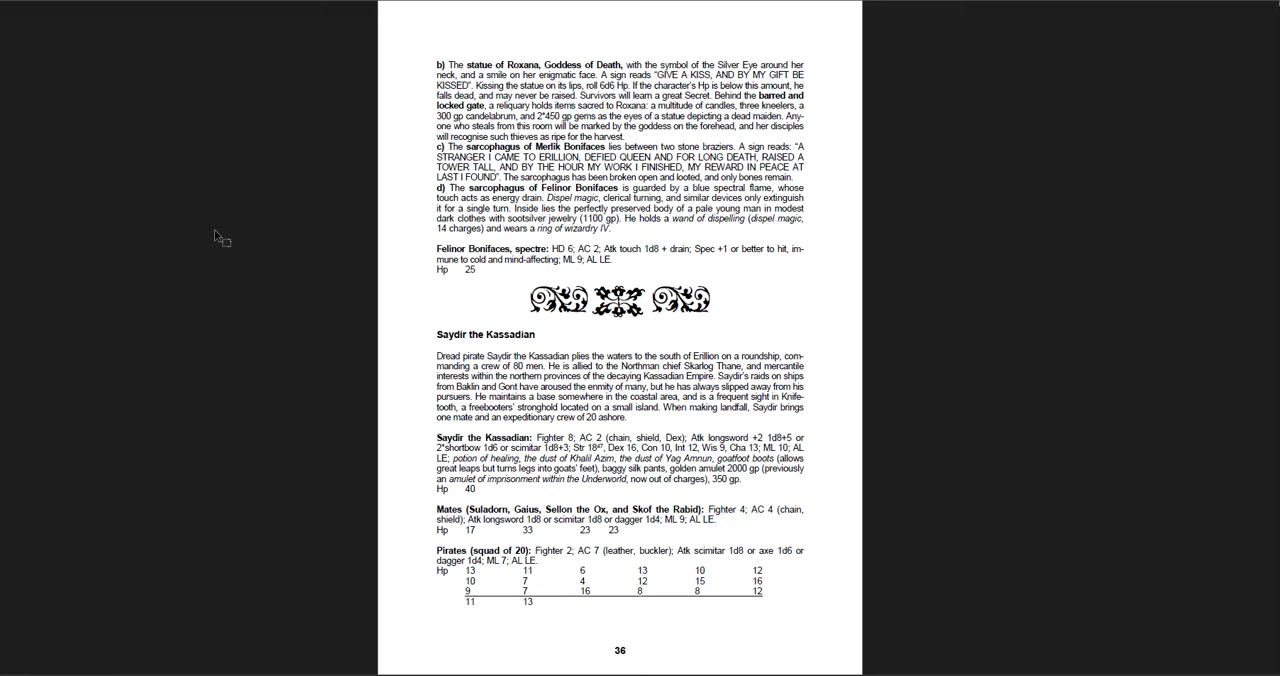 b) The statue of Roxana, Goddess of Death, with the symbol of the Silver Eye around her
neck, and a smile on her enigmatic face. A sign reads “GIVE A KISS, AND BY MY GIFT BE
KISSED”. Kissing the statue on its lips, roll 6d6 Hp. If the character's Hp is below this amount, he
falls dead, and may never be raised. Survivors will learn a great Secret. Behind the barred and
locked gate, a reliquary holds items sacred to Roxana: a multitude of candles, three kneelers, a
300 gp candelabrum, and 2*450 gp gems as the eyes of a statue depicting a dead maiden. Any-
one who steals from this room will be marked by the goddess on the forehead, and her disciples
will recognise such thieves as ripe for the harvest.
c) The sarcophagus of Merlik Bonifaces lies between two stone braziers. A sign reads: “A
STRANGER I CAME TO ERILLION, DEFIED QUEEN AND FOR LONG DEATH, RAISED A
TOWER TALL, AND BY THE HOUR MY WORK I FINISHED, MY REWARD IN PEACE AT
LAST I FOUND”. The sarcophagus has been broken open and looted, and only bones remain.
d) The sarcophagus of Felinor Bonifaces is guarded by a blue spectral flame, whose
touch acts as energy drain. Dispel magic, clerical turning, and similar devices only extinguish
it for a single turn. Inside lies the perfectly preserved body of a pale young man in modest
dark clothes with sootsilver jewelry (1100 gp). He holds a wand of dispelling (dispel magic,
14 charges) and wears a ring of wizardry IV.
Felinor Bonifaces, spectre: HD 6; AC 2; Atk touch 1d8 + drain; Spec +1 or better to hit, im-
mune to cold and mind-affecting; ML 9; AL LE.
Hp 25
Saydir the Kassadian
Dread pirate Saydir the Kassadian plies the waters to the south of Erillion on a roundship, com-
manding a crew of 80 men. He is allied to the Northman chief Skarlog Thane, and mercantile
interests within the northern provinces of the decaying Kassadian Empire. Saydir's raids on ships
from Baklin and Gont have aroused the enmity of many, but he has always slipped away from his
pursuers. He maintains a base somewhere in the coastal area, and is a frequent sight in Knife-
tooth, a freebooters' stronghold located on a small island. When making landfall, Saydir brings
one mate and an expeditionary crew of 20 ashore.
Saydir the Kassadian: Fighter 8; AC 2 (chain, shield, Dex); Atk longsword +2 1d8+5 or
2*shortbow 1d6 or scimitar 1d8+3; Str 18⁴⁷, Dex 16, Con 10, Int 12, Wis 9, Cha 13; ML 10; AL
LE; potion of healing, the dust of Khalil Azim, the dust of Yag Amnun, goatfoot boots (allows
great leaps but turns legs into goats' feet), baggy silk pants, golden amulet 2000 gp (previously
an amulet of imprisonment within the Underworld, now out of charges), 350 gp.
Hp 40
Mates (Suladorn, Gaius, Sellon the Ox, and Skof the Rabid): Fighter 4; AC 4 (chain,
shield); Atk longsword 1d8 or scimitar 1d8 or dagger 1d4; ML 9; AL LE.
Hp 17 33 23 23
Pirates (squad of 20): Fighter 2; AC 7 (leather, buckler); Atk scimitar 1d8 or axe 1d6 or
dagger 1d4; ML 7; AL LE.
Hp 13 11 6 13 10 12
10 7 4 12 15 16
9 7 16 8 8 12
11 13
36